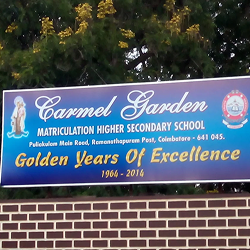 Carmel Garden
MATRICULATION HIGHER SECONDARY SCHOOL
Puliakulam Main Road, Ramanathapuram Post, Coimbatore - 641 045.
Golden Years Of Excellence
1964 - 2014